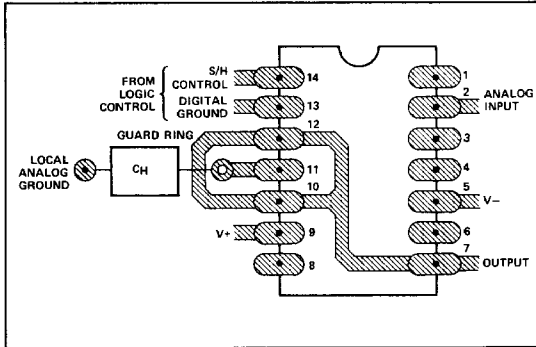 FROM
LOGIC
CONTROL
S/H
CONTROL
DIGITAL
GROUND
GUARD RING
LOCAL
ANALOG
GROUND
CH
V+
14
13
12
11
10
9
8
1
2
ANALOG
INPUT
3
4
5
V−
6
7
OUTPUT